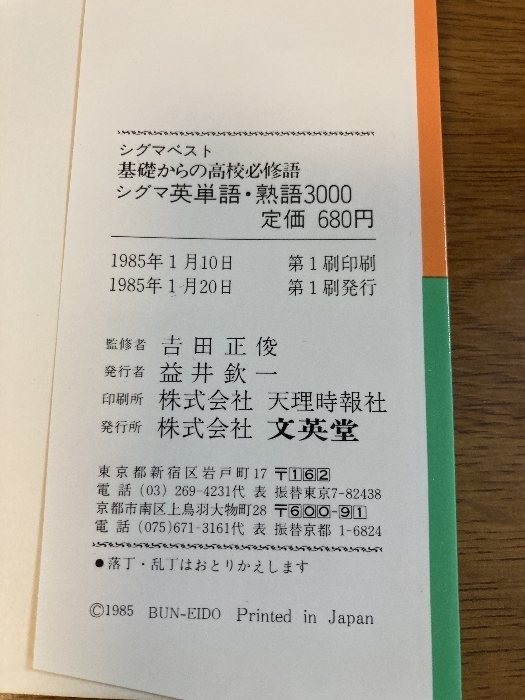 シグマベスト
基礎からの高校必修語
シグマ英単語・熟語3000
定価 680円
1985年1月10日 第1刷印刷
1985年1月20日 第1刷発行
監修者 吉田正俊
発行者 益井欽一
印刷所 株式会社 天理時報社
発行所 株式会社 文英堂
東京都新宿区岩戸町17 〒162
電話 (03) 269-4231代表 振替東京7-82438
京都市南区上鳥羽大物町28 〒600-91
電話 (075)671-3161代表 振替京都 1-6824
●落丁・乱丁はおとりかえします
©1985 BUN-EIDO Printed in Japan